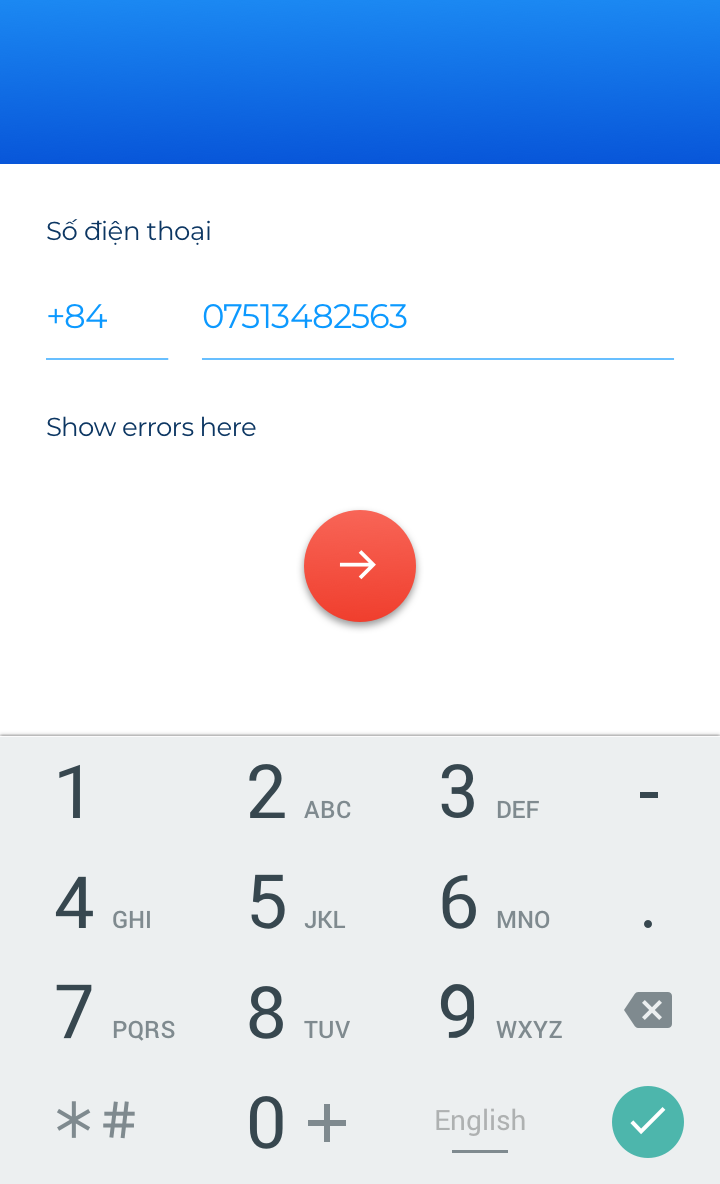 Số điện thoại
+84 07513482563
Show errors here
1 2 ABC 3 DEF -
4 GHI 5 JKL 6 MNO .
7 PQRS 8 TUV 9 WXYZ
*# 0 + English